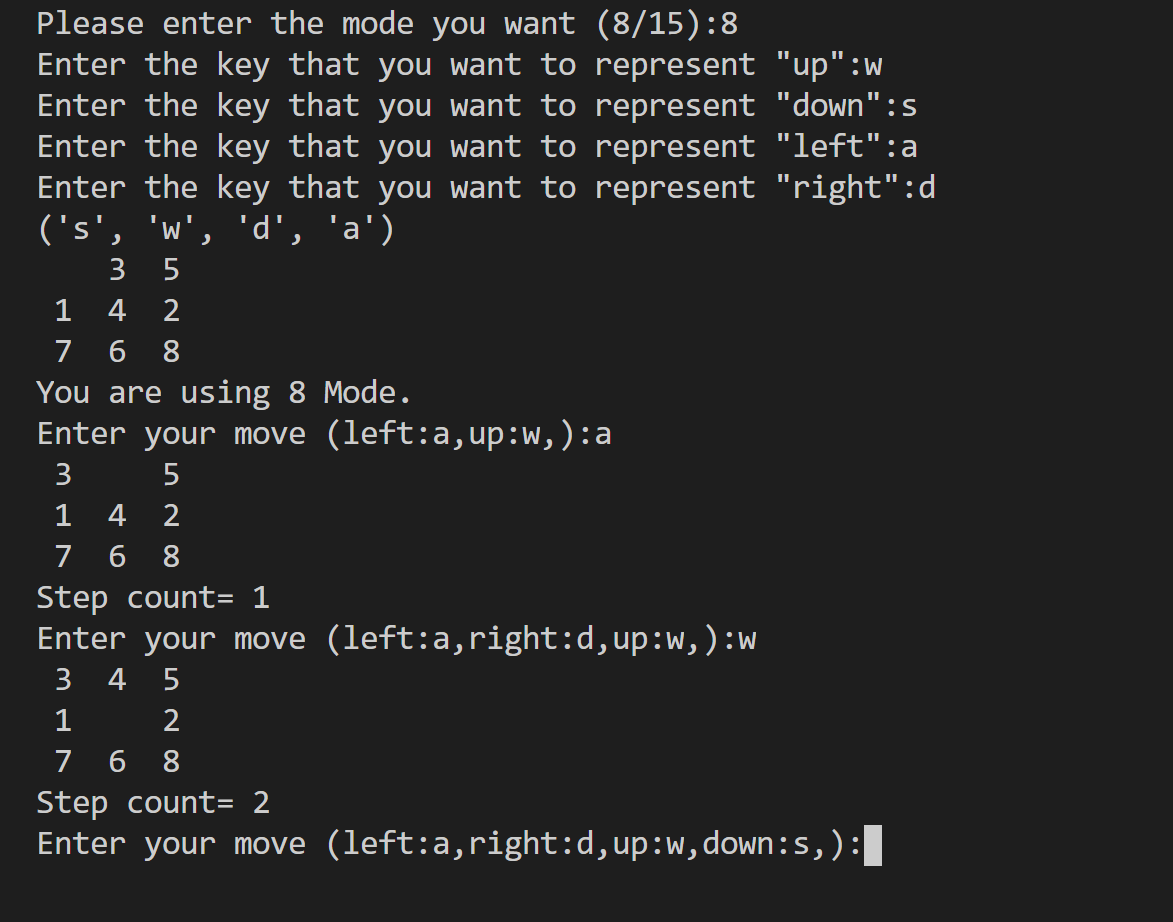 Please enter the mode you want (8/15):8
Enter the key that you want to represent "up":w
Enter the key that you want to represent "down":s
Enter the key that you want to represent "left":a
Enter the key that you want to represent "right":d
('s', 'w', 'd', 'a')
    3  5
 1  4  2
 7  6  8
You are using 8 Mode.
Enter your move (left:a,up:w,):a
 3     5
 1  4  2
 7  6  8
Step count= 1
Enter your move (left:a,right:d,up:w,):w
 3  4  5
 1     2
 7  6  8
Step count= 2
Enter your move (left:a,right:d,up:w,down:s,):